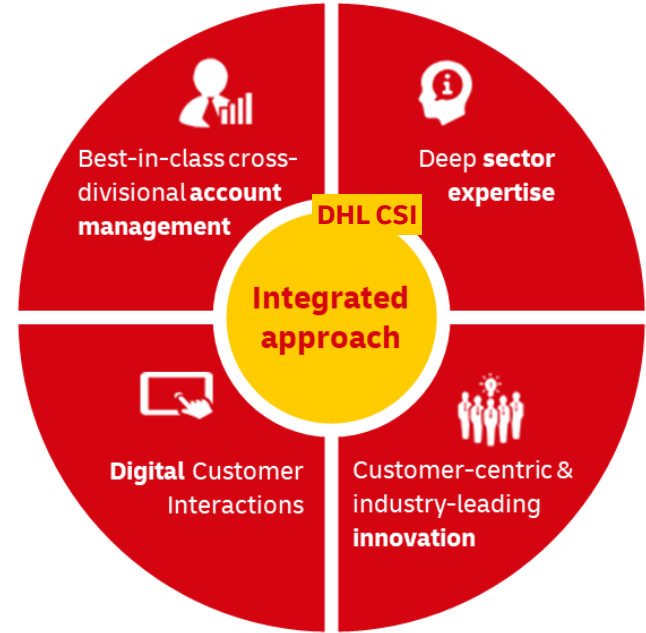 Best-in-class cross-
divisional account
management
Deep sector
expertise
DHL CSI
Integrated
approach
Digital Customer
Interactions
Customer-centric &
industry-leading
innovation